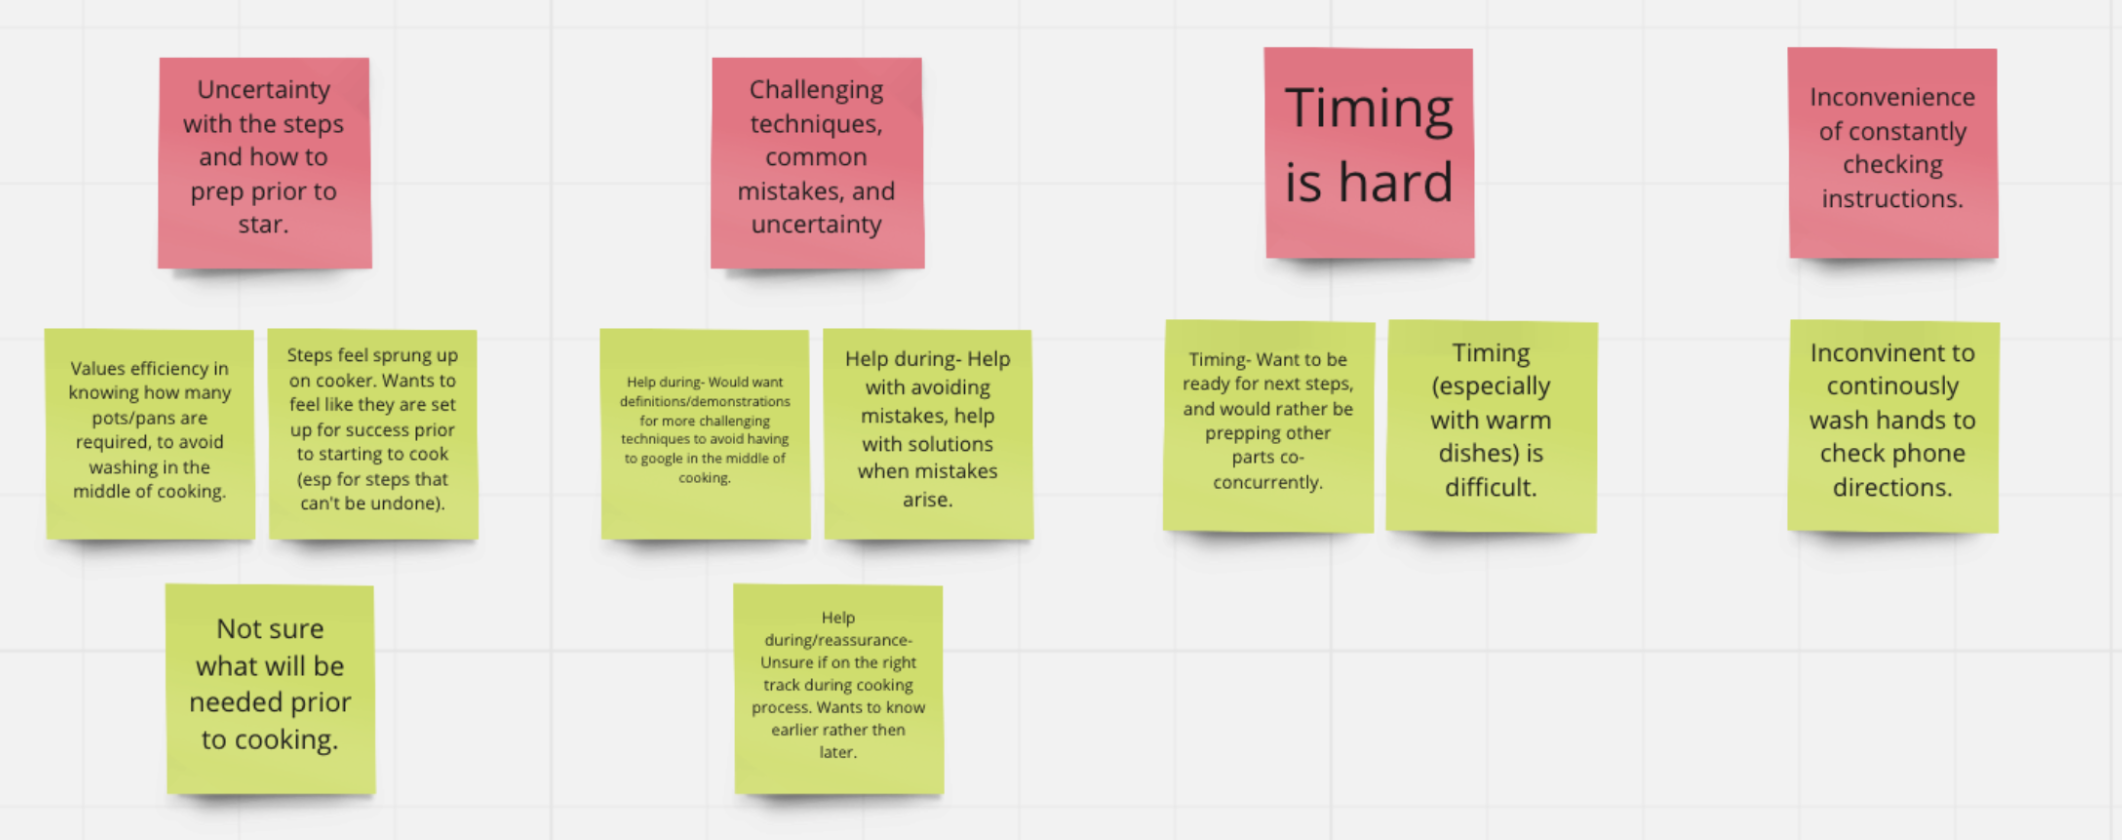 Uncertainty
with the steps
and how to
prep prior to
star.
Challenging
techniques,
common
mistakes, and
uncertainty
Timing
is hard
Inconvenience
of constantly
checking
instructions.
Values efficiency in
knowing how many
pots/pans are
required, to avoid
washing in the
middle of cooking.
Steps feel sprung up
on cooker. Wants to
feel like they are set
up for success prior
to starting to cook
(esp for steps that
can't be undone).
Help during- Would want
definitions/demonstrations
for more challenging
techniques to avoid having
to google in the middle of
cooking.
Help during- Help
with avoiding
mistakes, help
with solutions
when mistakes
arise.
Timing- Want to be
ready for next steps,
and would rather be
prepping other
parts co-
concurrently.
Timing
(especially
with warm
dishes) is
difficult.
Inconvinent to
continously
wash hands to
check phone
directions.
Not sure
what will be
needed prior
to cooking.
Help
during/reassurance-
Unsure if on the right
track during cooking
process. Wants to know
earlier rather then
later.